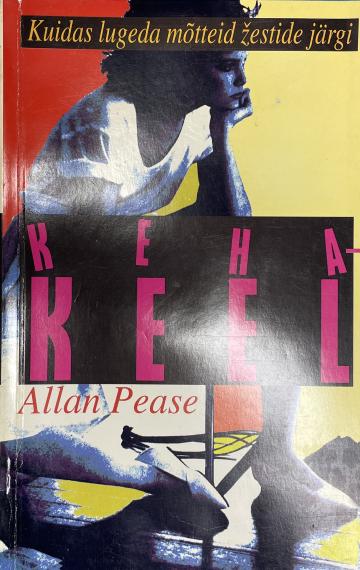 Kuidas lugeda mõtteid žestide järgi
KEHA-
KEEL
Allan Pease